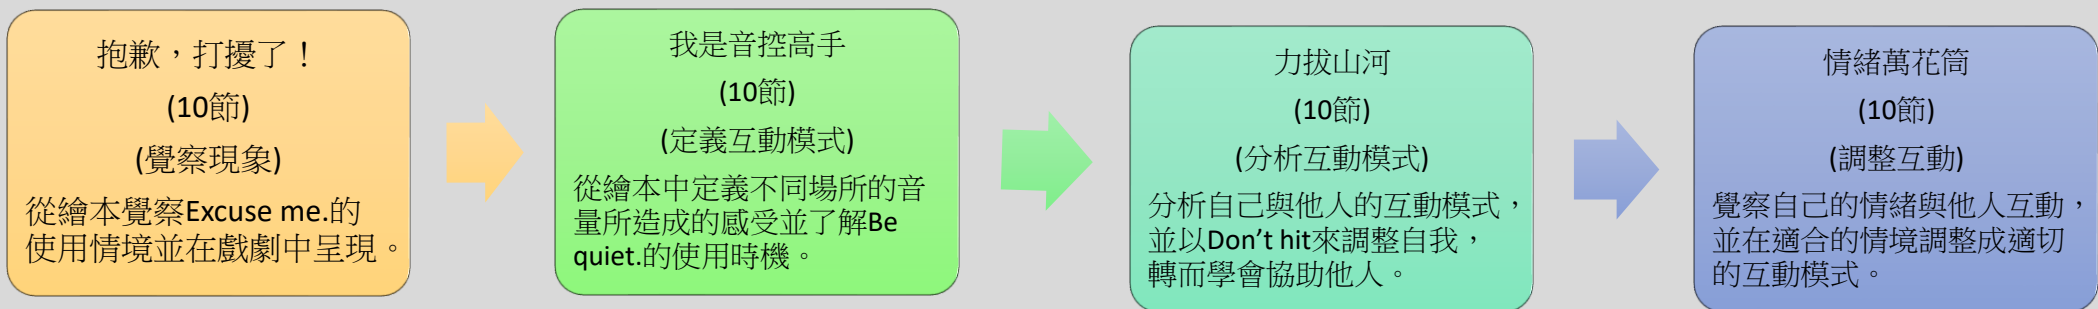 抱歉，打擾了！
(10節)
(覺察現象)
從繪本覺察Excuse me.的
使用情境並在戲劇中呈現。
我是音控高手
(10節)
(定義互動模式)
從繪本中定義不同場所的音
量所造成的感受並了解Be
quiet.的使用時機。
力拔山河
(10節)
(分析互動模式)
分析自己與他人的互動模式，
並以Don’t hit來調整自我，
轉而學會協助他人。
情緒萬花筒
(10節)
(調整互動)
覺察自己的情緒與他人互動，
並在適合的情境調整成適切
的互動模式。